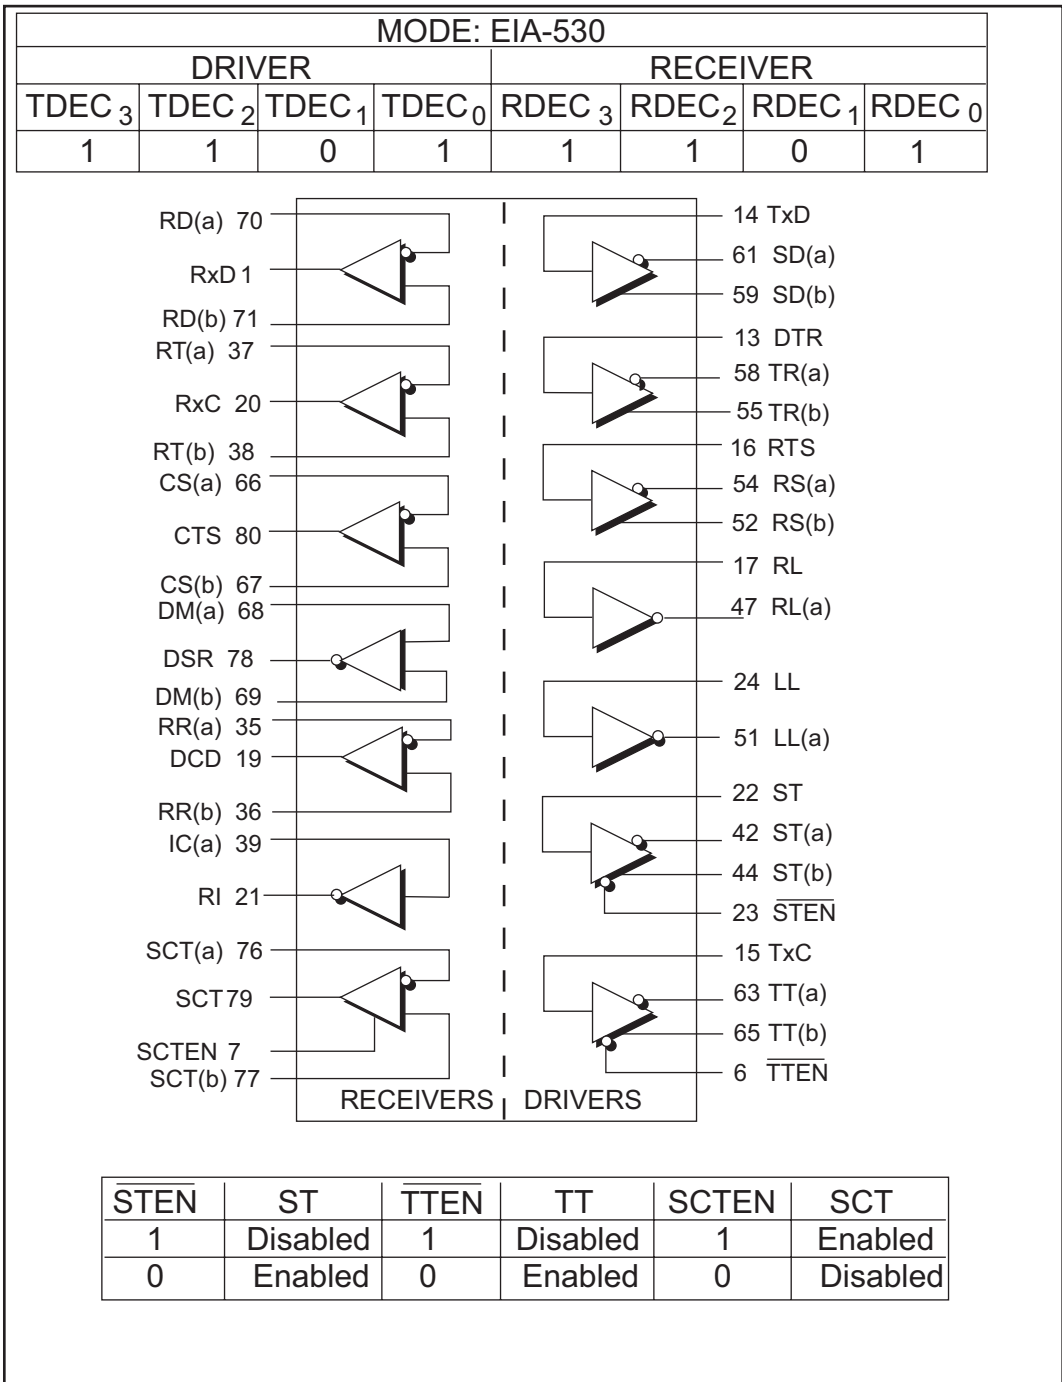 MODE: EIA-530
DRIVER RECEIVER
TDEC3 TDEC2 TDEC1 TDEC0 RDEC3 RDEC2 RDEC1 RDEC0
1 1 0 1 1 1 0 1
RD(a) 70
RxD 1
RD(b) 71
RT(a) 37
RxC 20
RT(b) 38
CS(a) 66
CTS 80
CS(b) 67
DM(a) 68
DSR 78
DM(b) 69
RR(a) 35
DCD 19
RR(b) 36
IC(a) 39
RI 21
SCT(a) 76
SCT79
SCTEN 7
SCT(b) 77
14 TxD
61 SD(a)
59 SD(b)
13 DTR
58 TR(a)
55 TR(b)
16 RTS
54 RS(a)
52 RS(b)
17 RL
47 RL(a)
24 LL
51 LL(a)
22 ST
42 ST(a)
44 ST(b)
23 S̅T̅E̅N̅
15 TxC
63 TT(a)
65 TT(b)
6 T̅T̅E̅N̅
RECEIVERS DRIVERS
S̅T̅E̅N̅ ST T̅T̅E̅N̅ TT SCTEN SCT
1 Disabled 1 Disabled 1 Enabled
0 Enabled 0 Enabled 0 Disabled